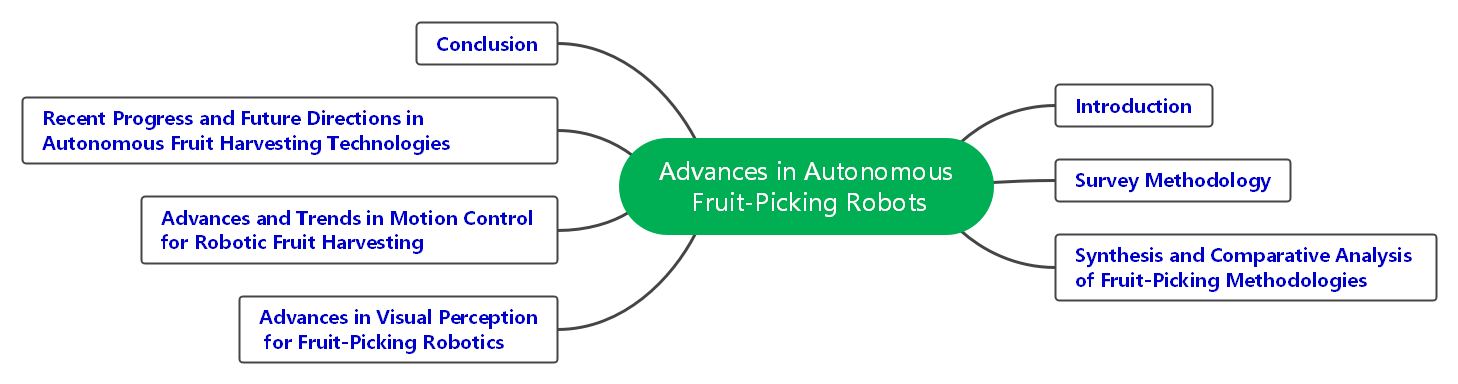 Conclusion
Recent Progress and Future Directions in
Autonomous Fruit Harvesting Technologies
Advances and Trends in Motion Control
for Robotic Fruit Harvesting
Advances in Visual Perception
for Fruit-Picking Robotics
Advances in Autonomous
Fruit-Picking Robots
Introduction
Survey Methodology
Synthesis and Comparative Analysis
of Fruit-Picking Methodologies